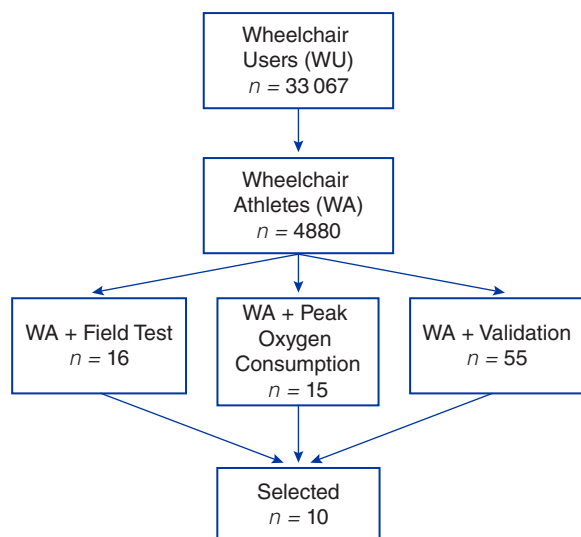 Wheelchair
Users (WU)
n = 33 067
Wheelchair
Athletes (WA)
n = 4880
WA + Field Test
n = 16
WA + Peak
Oxygen
Consumption
n = 15
WA + Validation
n = 55
Selected
n = 10